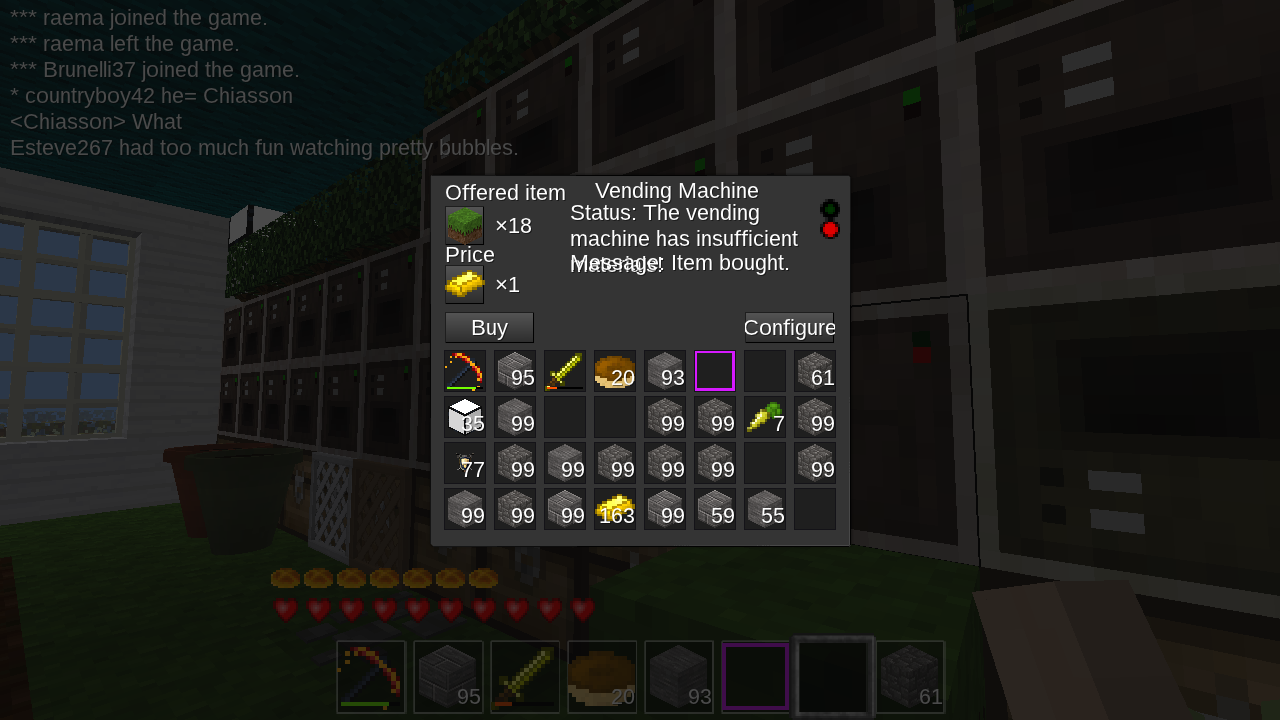 *** raema joined the game.
*** raema left the game.
*** Brunelli37 joined the game.
* countryboy42 he= Chiasson
<Chiasson> What
Esteve267 had too much fun watching pretty bubbles.
Offered item
Vending Machine
×18
Status: The vending
machine has insufficient
materials!
Message: Item bought.
Price
×1
Buy
Configure
95
20
93
61
35
99
99
99
7
99
77
99
99
99
99
99
99
99
99
99
163
99
59
55
95
20
93
61